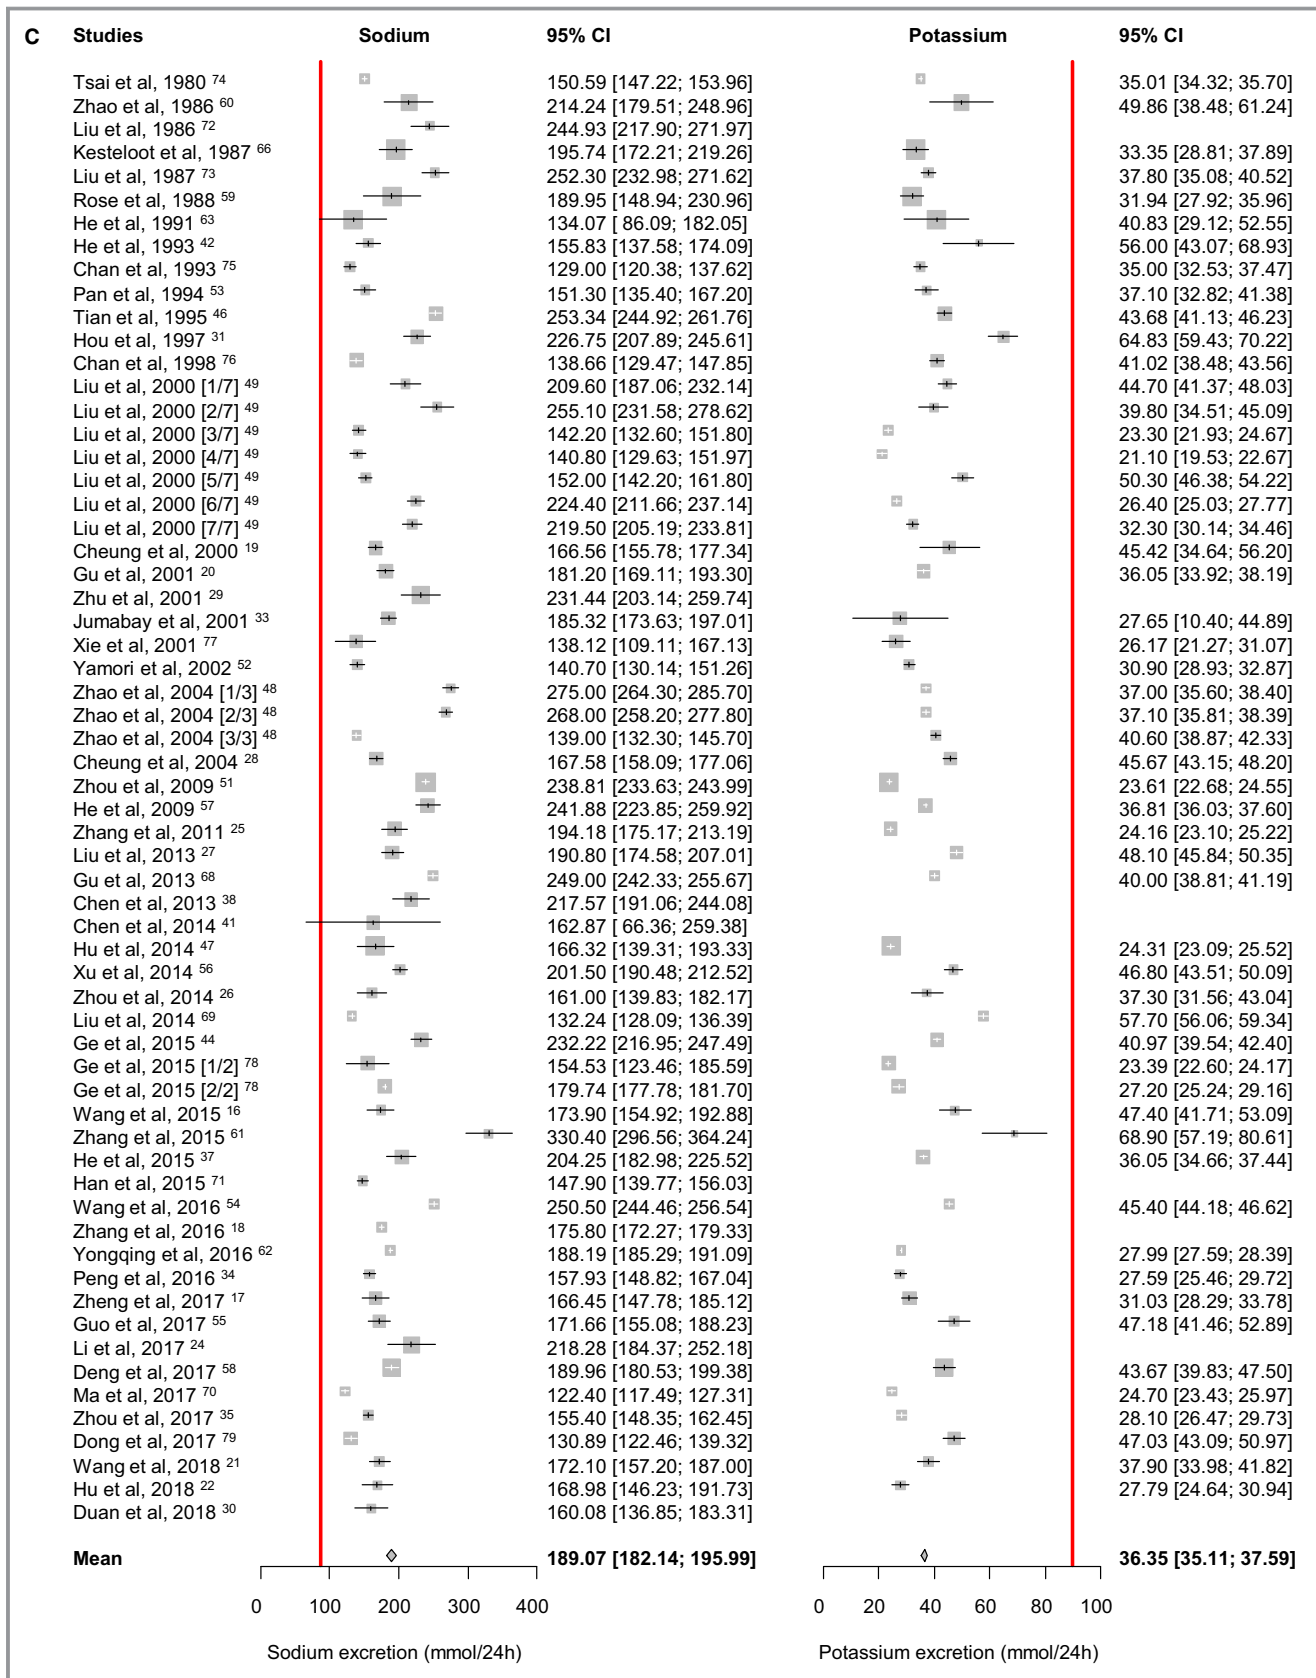 C Studies Sodium 95% CI Potassium 95% CI
Tsai et al, 1980 74 150.59 [147.22; 153.96] 35.01 [34.32; 35.70]
Zhao et al, 1986 60 214.24 [179.51; 248.96] 49.86 [38.48; 61.24]
Liu et al, 1986 72 244.93 [217.90; 271.97]
Kesteloot et al, 1987 66 195.74 [172.21; 219.26] 33.35 [28.81; 37.89]
Liu et al, 1987 73 252.30 [232.98; 271.62] 37.80 [35.08; 40.52]
Rose et al, 1988 59 189.95 [148.94; 230.96] 31.94 [27.92; 35.96]
He et al, 1991 63 134.07 [ 86.09; 182.05] 40.83 [29.12; 52.55]
He et al, 1993 42 155.83 [137.58; 174.09] 56.00 [43.07; 68.93]
Chan et al, 1993 75 129.00 [120.38; 137.62] 35.00 [32.53; 37.47]
Pan et al, 1994 53 151.30 [135.40; 167.20] 37.10 [32.82; 41.38]
Tian et al, 1995 46 253.34 [244.92; 261.76] 43.68 [41.13; 46.23]
Hou et al, 1997 31 226.75 [207.89; 245.61] 64.83 [59.43; 70.22]
Chan et al, 1998 76 138.66 [129.47; 147.85] 41.02 [38.48; 43.56]
Liu et al, 2000 [1/7] 49 209.60 [187.06; 232.14] 44.70 [41.37; 48.03]
Liu et al, 2000 [2/7] 49 255.10 [231.58; 278.62] 39.80 [34.51; 45.09]
Liu et al, 2000 [3/7] 49 142.20 [132.60; 151.80] 23.30 [21.93; 24.67]
Liu et al, 2000 [4/7] 49 140.80 [129.63; 151.97] 21.10 [19.53; 22.67]
Liu et al, 2000 [5/7] 49 152.00 [142.20; 161.80] 50.30 [46.38; 54.22]
Liu et al, 2000 [6/7] 49 224.40 [211.66; 237.14] 26.40 [25.03; 27.77]
Liu et al, 2000 [7/7] 49 219.50 [205.19; 233.81] 32.30 [30.14; 34.46]
Cheung et al, 2000 19 166.56 [155.78; 177.34] 45.42 [34.64; 56.20]
Gu et al, 2001 20 181.20 [169.11; 193.30] 36.05 [33.92; 38.19]
Zhu et al, 2001 29 231.44 [203.14; 259.74]
Jumabay et al, 2001 33 185.32 [173.63; 197.01] 27.65 [10.40; 44.89]
Xie et al, 2001 77 138.12 [109.11; 167.13] 26.17 [21.27; 31.07]
Yamori et al, 2002 52 140.70 [130.14; 151.26] 30.90 [28.93; 32.87]
Zhao et al, 2004 [1/3] 48 275.00 [264.30; 285.70] 37.00 [35.60; 38.40]
Zhao et al, 2004 [2/3] 48 268.00 [258.20; 277.80] 37.10 [35.81; 38.39]
Zhao et al, 2004 [3/3] 48 139.00 [132.30; 145.70] 40.60 [38.87; 42.33]
Cheung et al, 2004 28 167.58 [158.09; 177.06] 45.67 [43.15; 48.20]
Zhou et al, 2009 51 238.81 [233.63; 243.99] 23.61 [22.68; 24.55]
He et al, 2009 57 241.88 [223.85; 259.92] 36.81 [36.03; 37.60]
Zhang et al, 2011 25 194.18 [175.17; 213.19] 24.16 [23.10; 25.22]
Liu et al, 2013 27 190.80 [174.58; 207.01] 48.10 [45.84; 50.35]
Gu et al, 2013 68 249.00 [242.33; 255.67] 40.00 [38.81; 41.19]
Chen et al, 2013 38 217.57 [191.06; 244.08]
Chen et al, 2014 41 162.87 [ 66.36; 259.38]
Hu et al, 2014 47 166.32 [139.31; 193.33] 24.31 [23.09; 25.52]
Xu et al, 2014 56 201.50 [190.48; 212.52] 46.80 [43.51; 50.09]
Zhou et al, 2014 26 161.00 [139.83; 182.17] 37.30 [31.56; 43.04]
Liu et al, 2014 69 132.24 [128.09; 136.39] 57.70 [56.06; 59.34]
Ge et al, 2015 44 232.22 [216.95; 247.49] 40.97 [39.54; 42.40]
Ge et al, 2015 [1/2] 78 154.53 [123.46; 185.59] 23.39 [22.60; 24.17]
Ge et al, 2015 [2/2] 78 179.74 [177.78; 181.70] 27.20 [25.24; 29.16]
Wang et al, 2015 16 173.90 [154.92; 192.88] 47.40 [41.71; 53.09]
Zhang et al, 2015 61 330.40 [296.56; 364.24] 68.90 [57.19; 80.61]
He et al, 2015 37 204.25 [182.98; 225.52] 36.05 [34.66; 37.44]
Han et al, 2015 71 147.90 [139.77; 156.03]
Wang et al, 2016 54 250.50 [244.46; 256.54] 45.40 [44.18; 46.62]
Zhang et al, 2016 18 175.80 [172.27; 179.33]
Yongqing et al, 2016 62 188.19 [185.29; 191.09] 27.99 [27.59; 28.39]
Peng et al, 2016 34 157.93 [148.82; 167.04] 27.59 [25.46; 29.72]
Zheng et al, 2017 17 166.45 [147.78; 185.12] 31.03 [28.29; 33.78]
Guo et al, 2017 55 171.66 [155.08; 188.23] 47.18 [41.46; 52.89]
Li et al, 2017 24 218.28 [184.37; 252.18]
Deng et al, 2017 58 189.96 [180.53; 199.38] 43.67 [39.83; 47.50]
Ma et al, 2017 70 122.40 [117.49; 127.31] 24.70 [23.43; 25.97]
Zhou et al, 2017 35 155.40 [148.35; 162.45] 28.10 [26.47; 29.73]
Dong et al, 2017 79 130.89 [122.46; 139.32] 47.03 [43.09; 50.97]
Wang et al, 2018 21 172.10 [157.20; 187.00] 37.90 [33.98; 41.82]
Hu et al, 2018 22 168.98 [146.23; 191.73] 27.79 [24.64; 30.94]
Duan et al, 2018 30 160.08 [136.85; 183.31]
Mean 189.07 [182.14; 195.99] 36.35 [35.11; 37.59]
0 100 200 300 400 0 20 40 60 80 100
Sodium excretion (mmol/24h) Potassium excretion (mmol/24h)